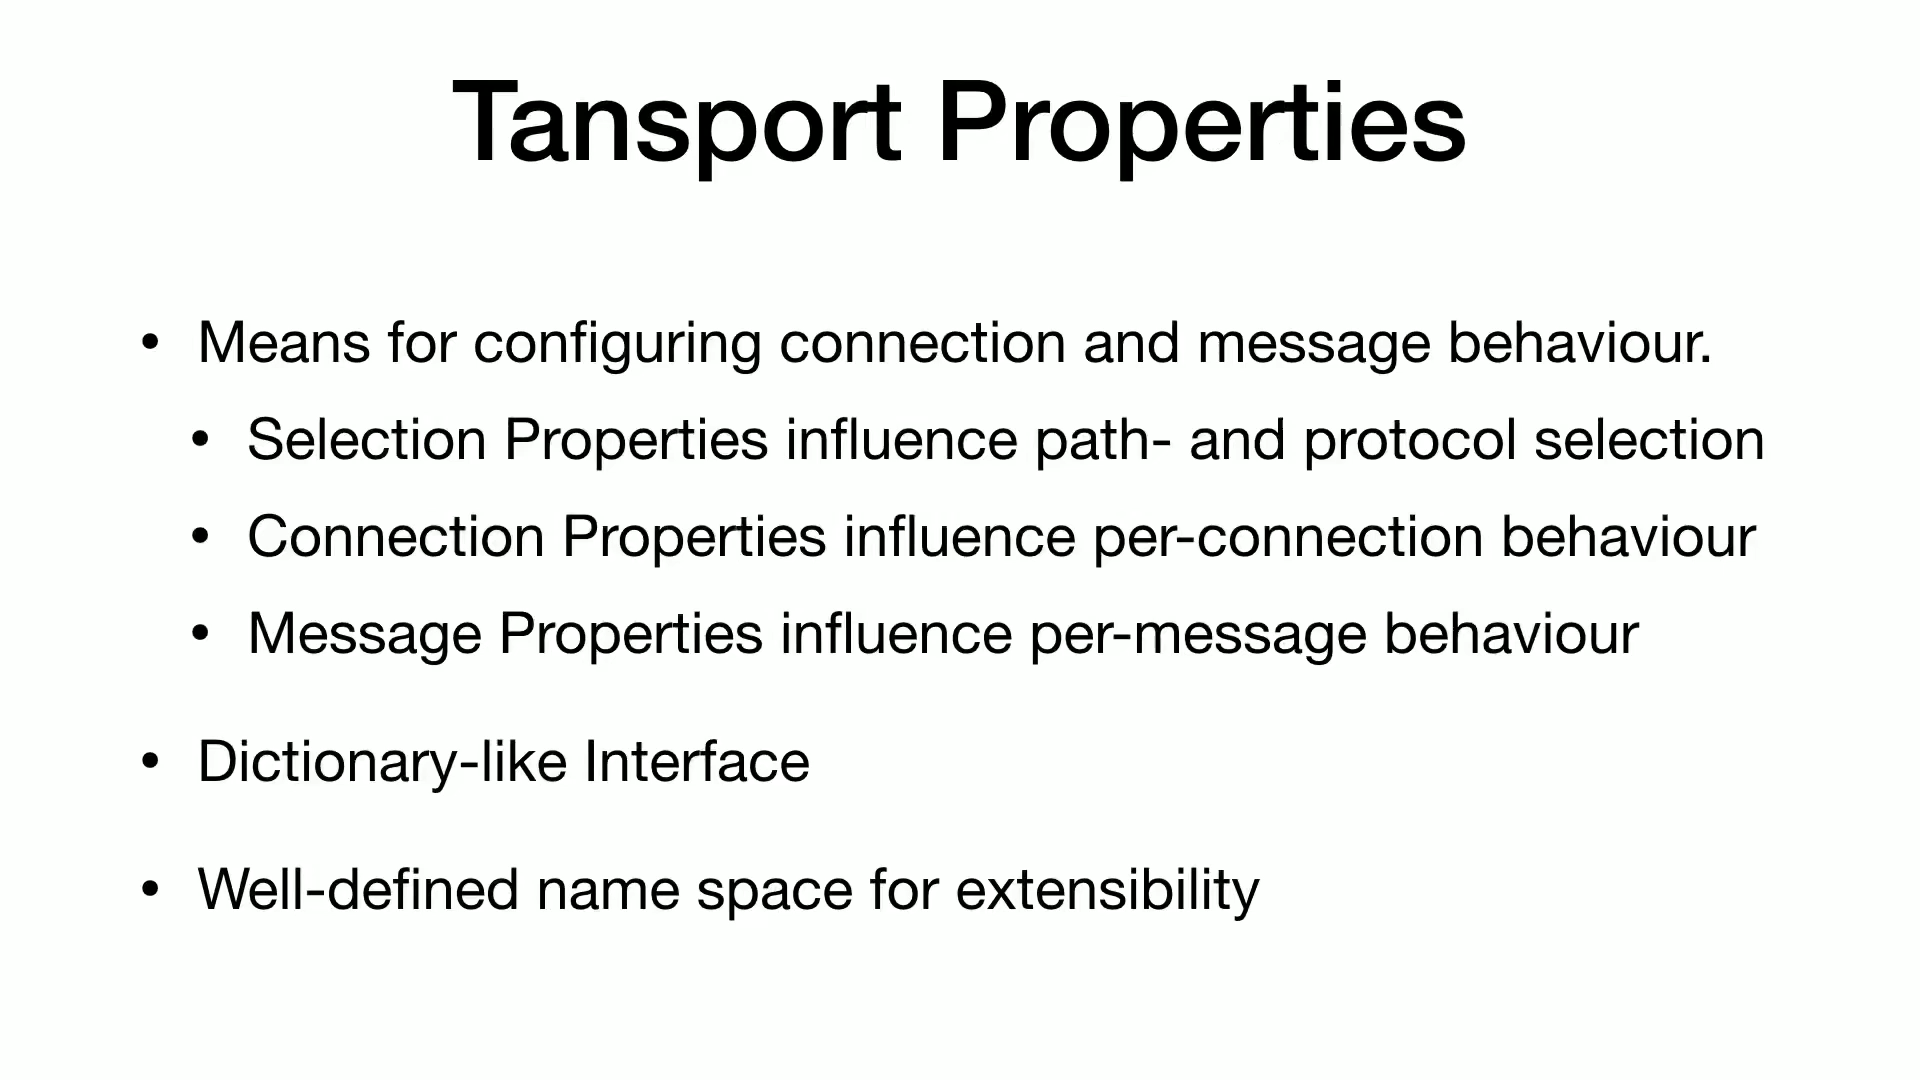 Tansport Properties
• Means for configuring connection and message behaviour.
• Selection Properties influence path- and protocol selection
• Connection Properties influence per-connection behaviour
• Message Properties influence per-message behaviour
• Dictionary-like Interface
• Well-defined name space for extensibility